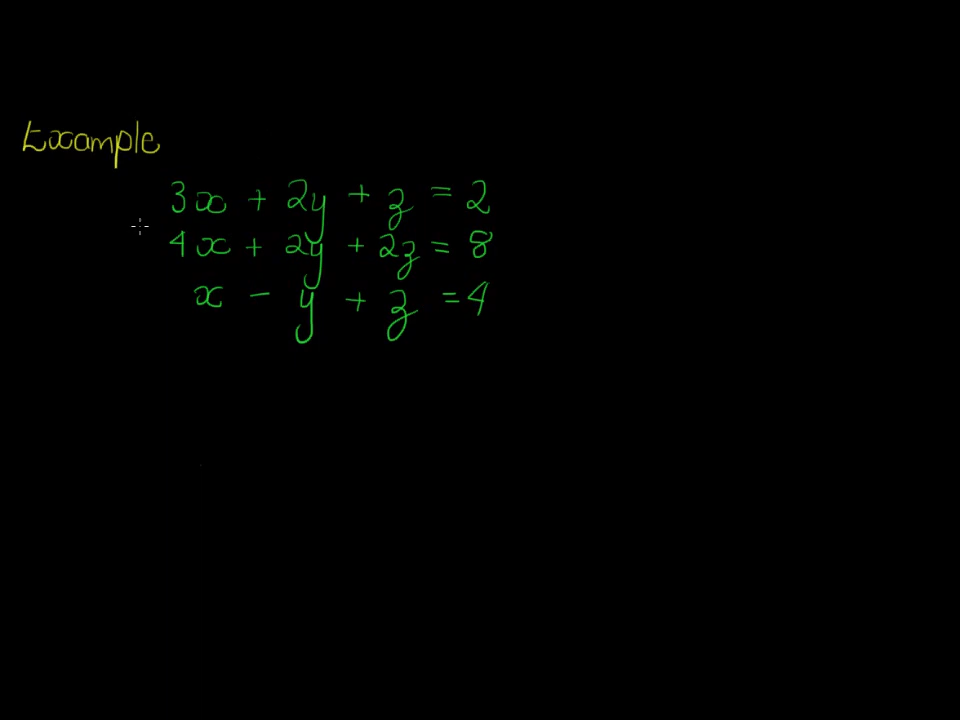 Example
3x + 2y + z = 2
4x + 2y + 2z = 8
x - y + z = 4